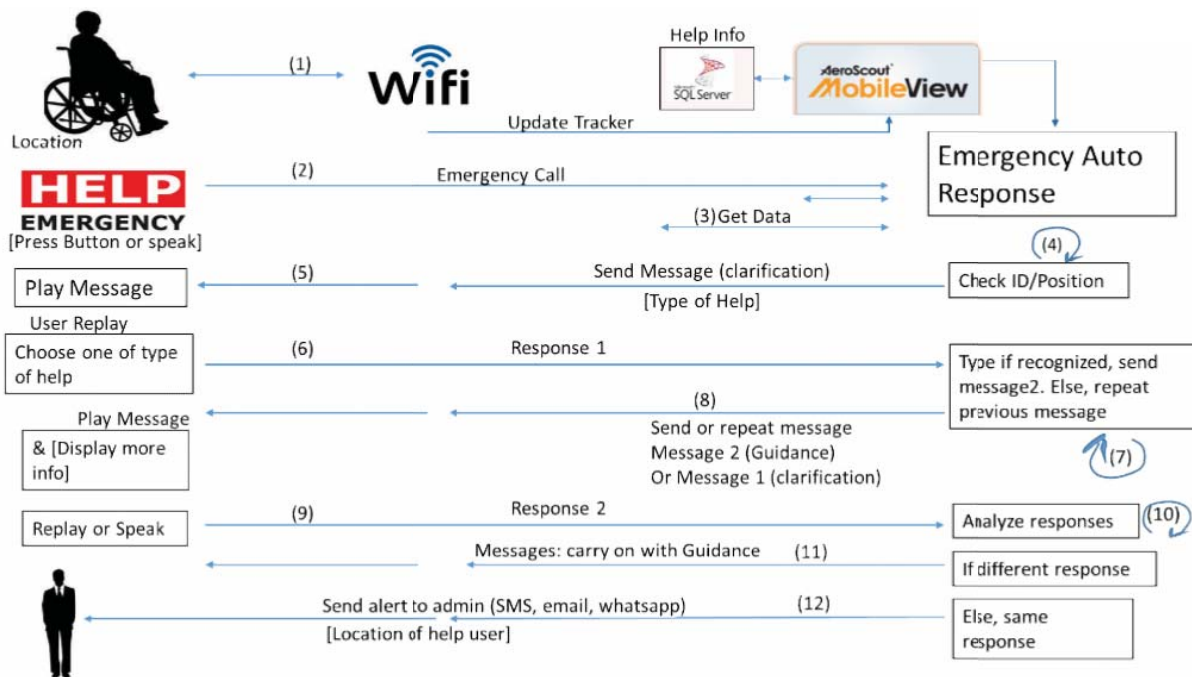 Help Info
(1)
WiFi
SQL Server
AeroScout
MobileView
Location
Update Tracker
Emergency Auto
Response
HELP
EMERGENCY
[Press Button or speak]
(2)
Emergency Call
(3) Get Data
(4)
Check ID/Position
Send Message (clarification)
[Type of Help]
(5)
Play Message
User Replay
Choose one of type
of help
(6)
Response 1
Type if recognized, send
message2. Else, repeat
previous message
(7)
(8)
Send or repeat message
Message 2 (Guidance)
Or Message 1 (clarification)
Play Message
& [Display more
info]
Replay or Speak
(9)
Response 2
Analyze responses
(10)
Messages: carry on with Guidance
(11)
If different response
Send alert to admin (SMS, email, whatsapp)
(12)
[Location of help user]
Else, same
response